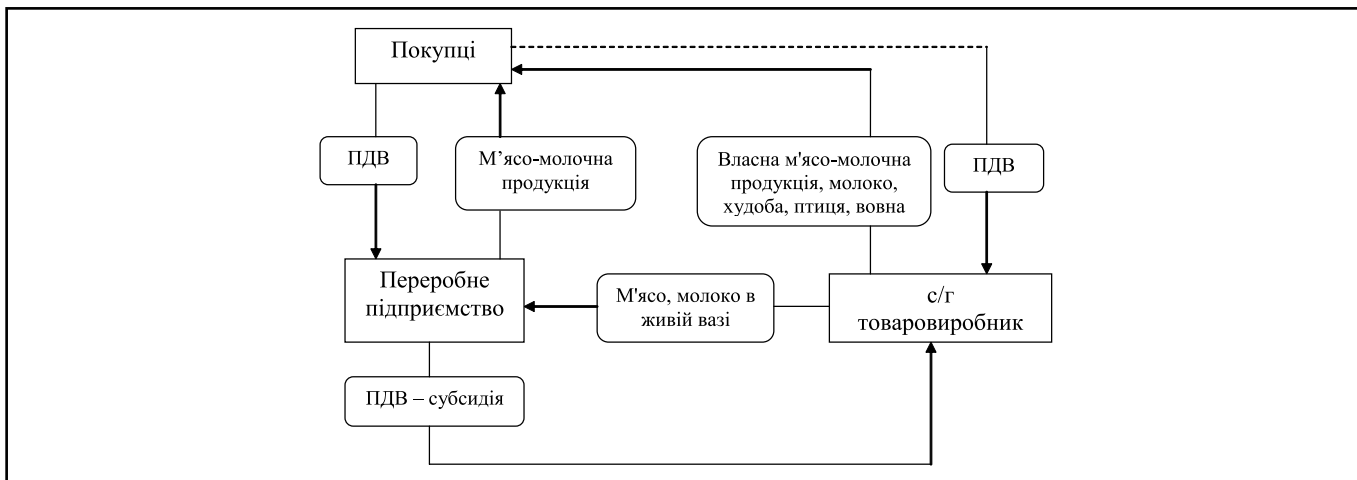 Покупці
ПДВ
М’ясо-молочна
продукція
Власна м'ясо-молочна
продукція, молоко,
худоба, птиця, вовна
ПДВ
Переробне
підприємство
М'ясо, молоко в
живій вазі
с/г
товаровиробник
ПДВ – субсидія